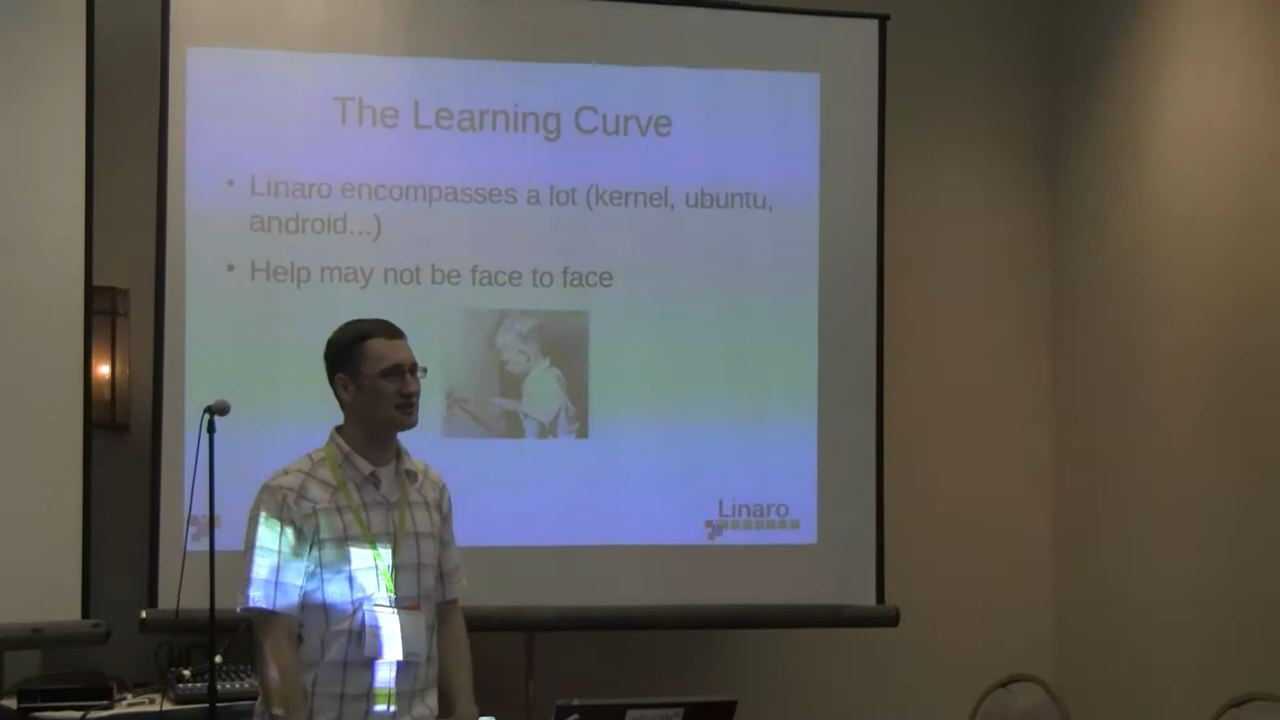 The Learning Curve
• Linaro encompasses a lot (kernel, ubuntu,
android...)
• Help may not be face to face
Linaro